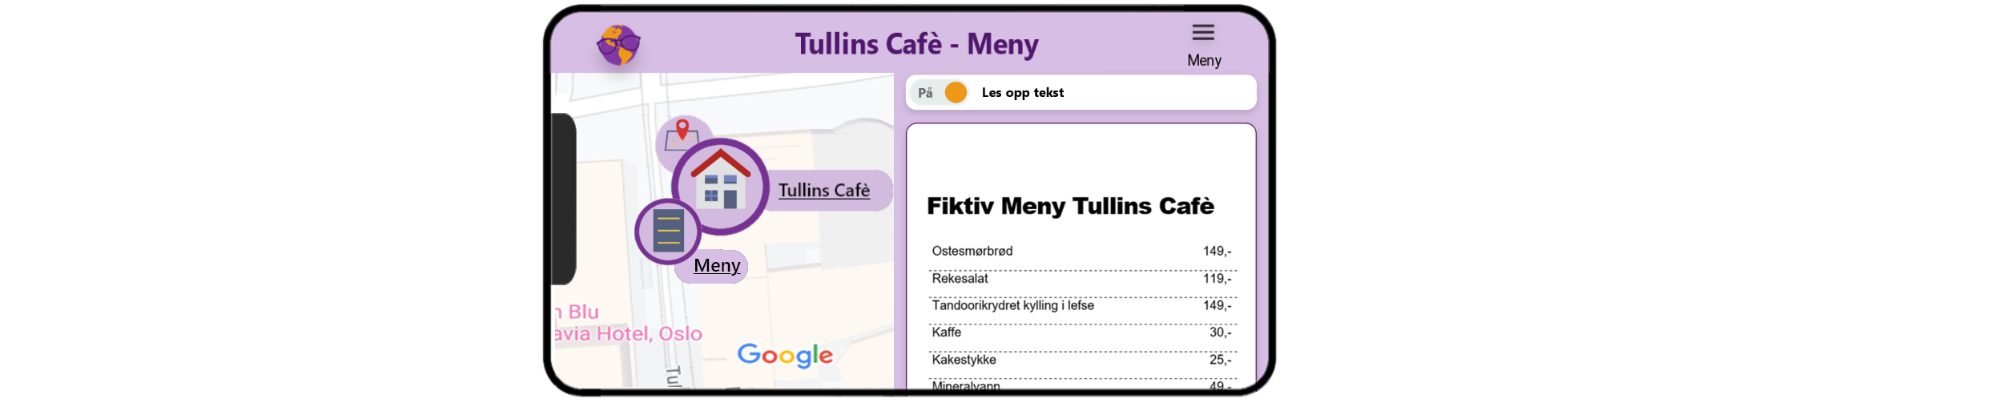 Tullins Cafè - Meny
Meny
På
Les opp tekst
Tullins Cafè
Meny
n Blu
avia Hotel, Oslo
Google
Tul
Fiktiv Meny Tullins Cafè
Ostesmørbrød 149,-
Rekesalat 119,-
Tandoorikrydret kylling i lefse 149,-
Kaffe 30,-
Kakestykke 25,-
Mineralvann 49,-